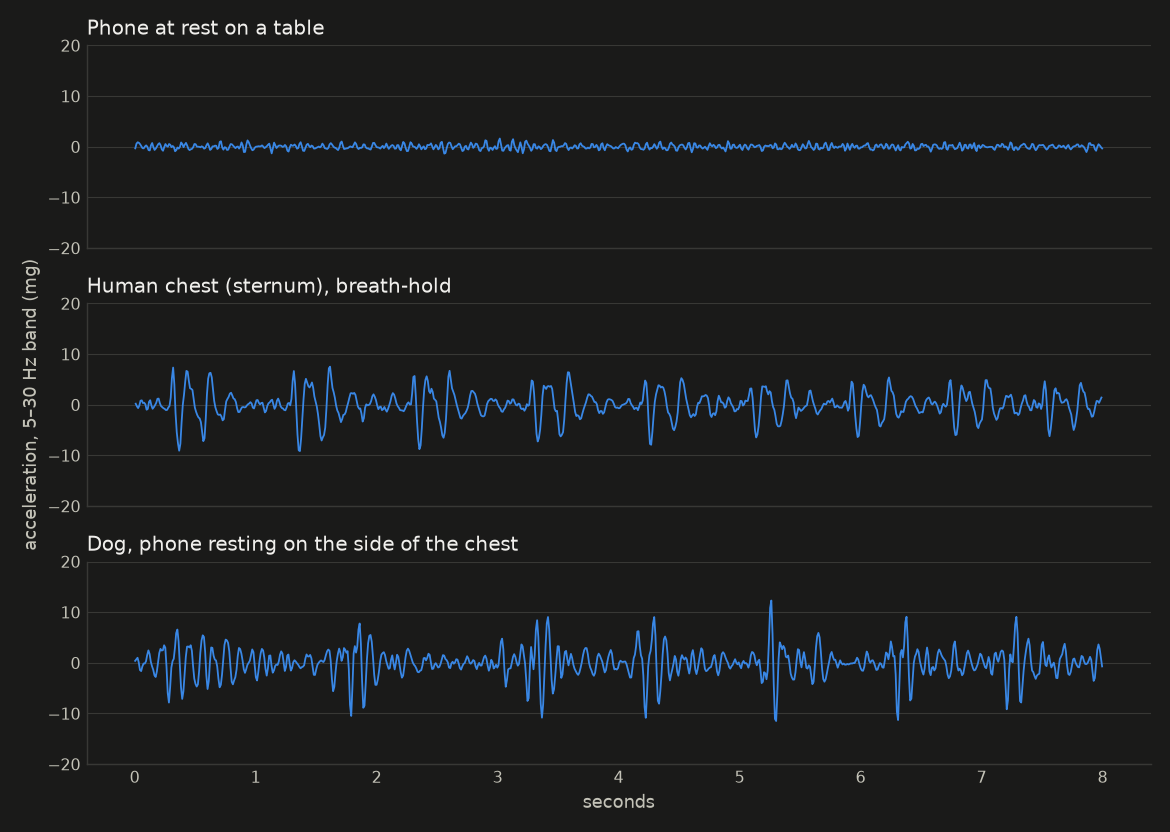 Phone at rest on a table
20
10
0
−10
−20
Human chest (sternum), breath-hold
20
10
0
−10
−20
acceleration, 5–30 Hz band (mg)
Dog, phone resting on the side of the chest
20
10
0
−10
−20
0 1 2 3 4 5 6 7 8
seconds